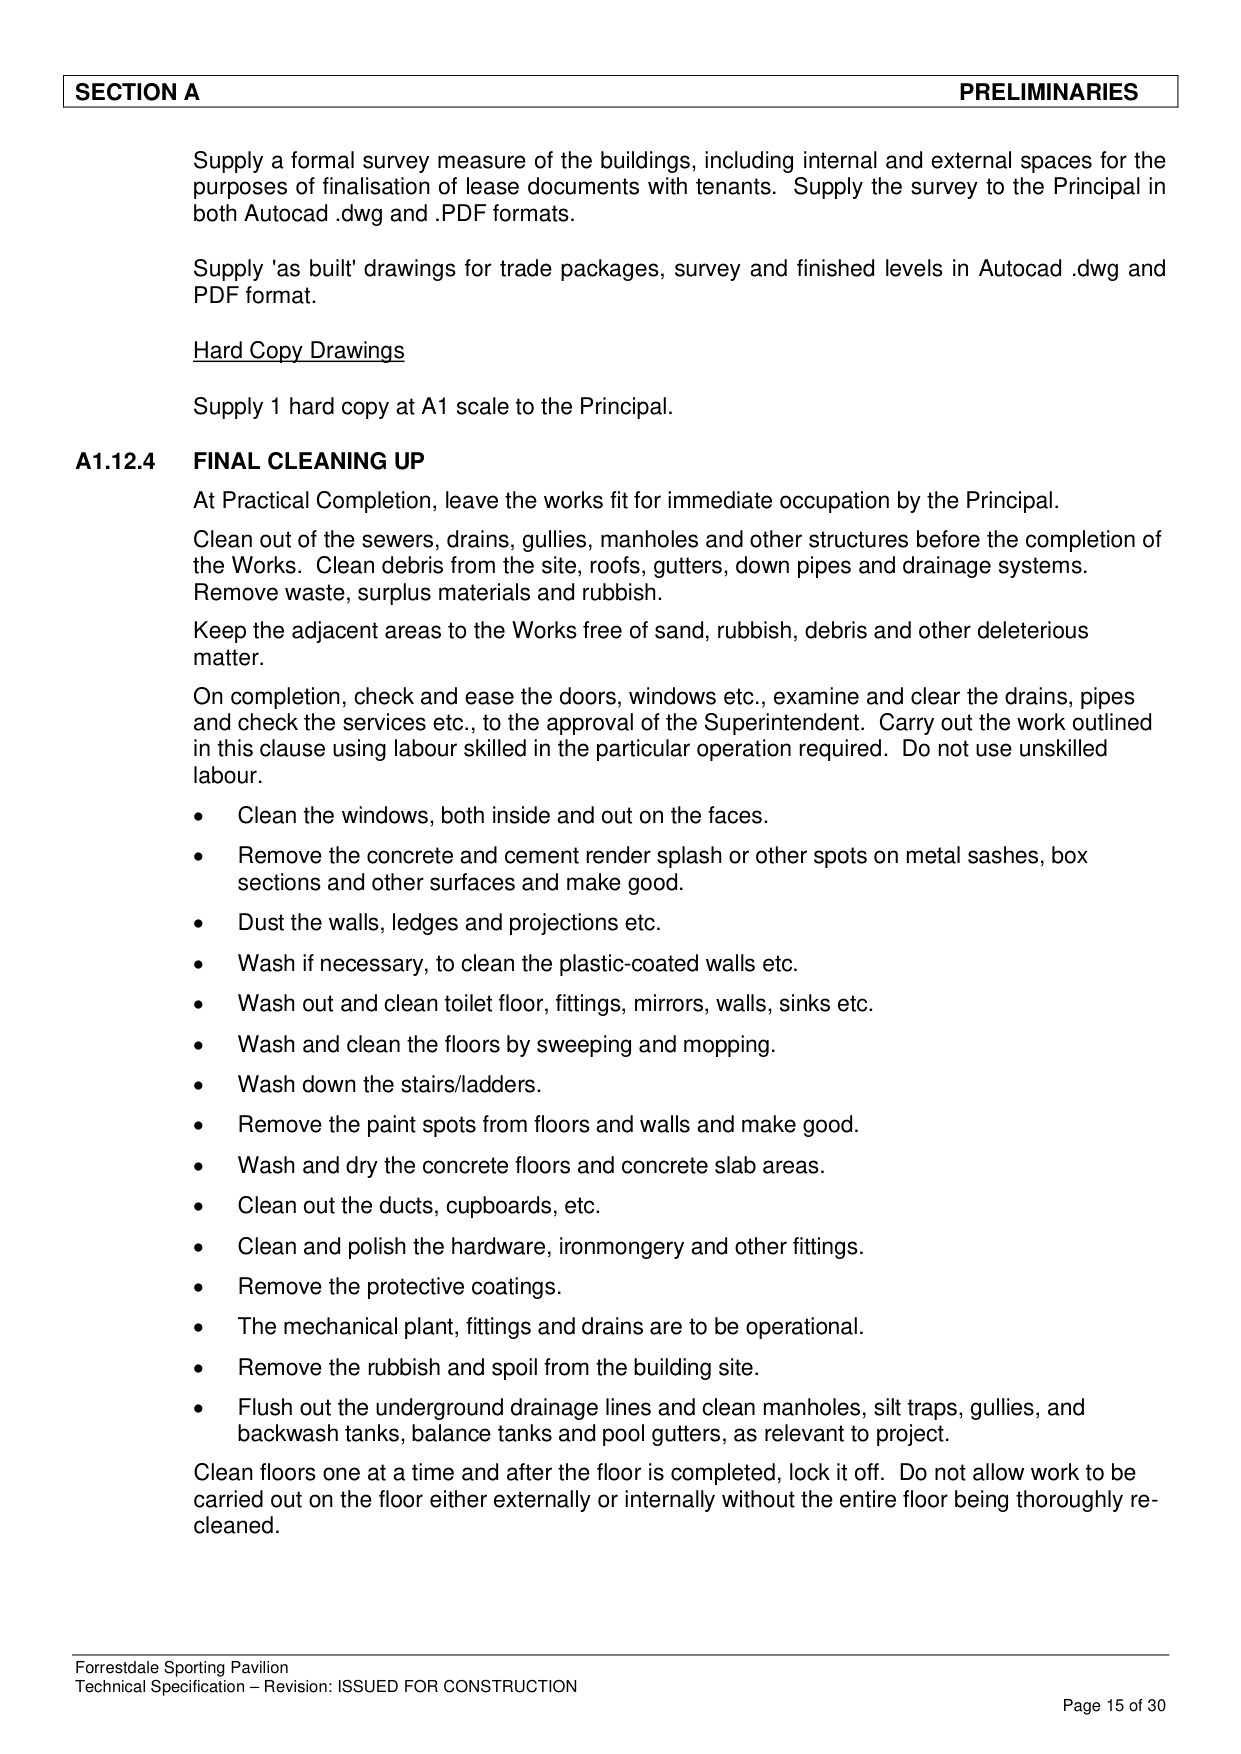 SECTION A PRELIMINARIES
Supply a formal survey measure of the buildings, including internal and external spaces for the
purposes of finalisation of lease documents with tenants.  Supply the survey to the Principal in
both Autocad .dwg and .PDF formats.
Supply 'as built' drawings for trade packages, survey and finished levels in Autocad .dwg and
PDF format.
Hard Copy Drawings
Supply 1 hard copy at A1 scale to the Principal.
A1.12.4 FINAL CLEANING UP
At Practical Completion, leave the works fit for immediate occupation by the Principal.
Clean out of the sewers, drains, gullies, manholes and other structures before the completion of
the Works.  Clean debris from the site, roofs, gutters, down pipes and drainage systems.
Remove waste, surplus materials and rubbish.
Keep the adjacent areas to the Works free of sand, rubbish, debris and other deleterious
matter.
On completion, check and ease the doors, windows etc., examine and clear the drains, pipes
and check the services etc., to the approval of the Superintendent.  Carry out the work outlined
in this clause using labour skilled in the particular operation required.  Do not use unskilled
labour.
• Clean the windows, both inside and out on the faces.
• Remove the concrete and cement render splash or other spots on metal sashes, box
sections and other surfaces and make good.
• Dust the walls, ledges and projections etc.
• Wash if necessary, to clean the plastic-coated walls etc.
• Wash out and clean toilet floor, fittings, mirrors, walls, sinks etc.
• Wash and clean the floors by sweeping and mopping.
• Wash down the stairs/ladders.
• Remove the paint spots from floors and walls and make good.
• Wash and dry the concrete floors and concrete slab areas.
• Clean out the ducts, cupboards, etc.
• Clean and polish the hardware, ironmongery and other fittings.
• Remove the protective coatings.
• The mechanical plant, fittings and drains are to be operational.
• Remove the rubbish and spoil from the building site.
• Flush out the underground drainage lines and clean manholes, silt traps, gullies, and
backwash tanks, balance tanks and pool gutters, as relevant to project.
Clean floors one at a time and after the floor is completed, lock it off.  Do not allow work to be
carried out on the floor either externally or internally without the entire floor being thoroughly re-
cleaned.
Forrestdale Sporting Pavilion
Technical Specification – Revision: ISSUED FOR CONSTRUCTION
Page 15 of 30